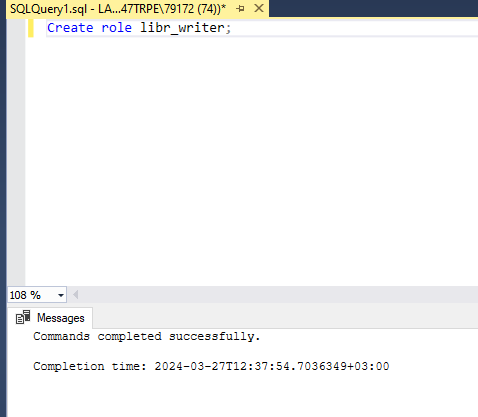 SQLQuery1.sql - LA...47TRPE\79172 (74))*
Create role libr_writer;
108 %
Messages
Commands completed successfully.
Completion time: 2024-03-27T12:37:54.7036349+03:00